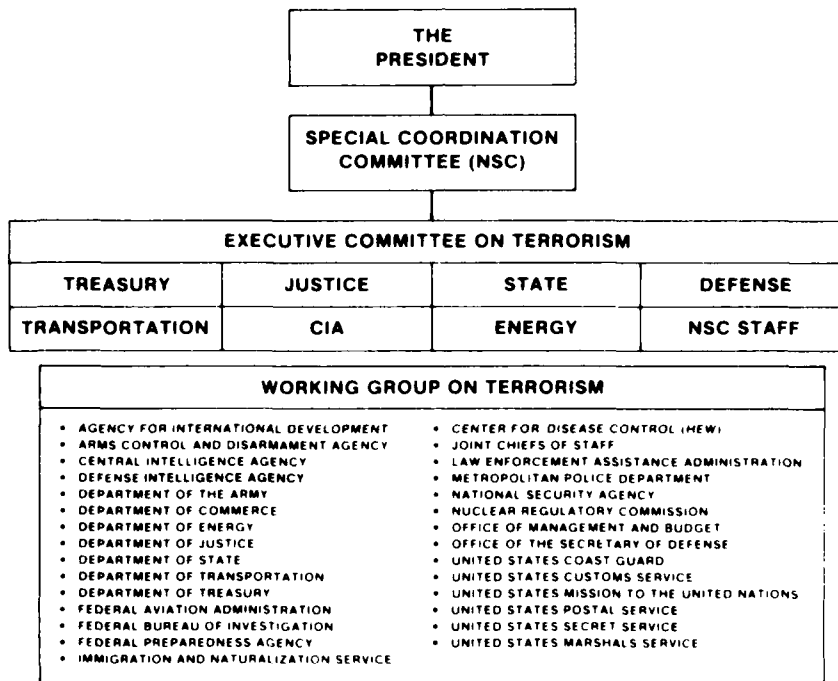 THE
PRESIDENT
SPECIAL COORDINATION
COMMITTEE (NSC)
EXECUTIVE COMMITTEE ON TERRORISM
TREASURY JUSTICE STATE DEFENSE
TRANSPORTATION CIA ENERGY NSC STAFF
WORKING GROUP ON TERRORISM
• AGENCY FOR INTERNATIONAL DEVELOPMENT
• ARMS CONTROL AND DISARMAMENT AGENCY
• CENTRAL INTELLIGENCE AGENCY
• DEFENSE INTELLIGENCE AGENCY
• DEPARTMENT OF THE ARMY
• DEPARTMENT OF COMMERCE
• DEPARTMENT OF ENERGY
• DEPARTMENT OF JUSTICE
• DEPARTMENT OF STATE
• DEPARTMENT OF TRANSPORTATION
• DEPARTMENT OF TREASURY
• FEDERAL AVIATION ADMINISTRATION
• FEDERAL BUREAU OF INVESTIGATION
• FEDERAL PREPAREDNESS AGENCY
• IMMIGRATION AND NATURALIZATION SERVICE
• CENTER FOR DISEASE CONTROL (HEW)
• JOINT CHIEFS OF STAFF
• LAW ENFORCEMENT ASSISTANCE ADMINISTRATION
• METROPOLITAN POLICE DEPARTMENT
• NATIONAL SECURITY AGENCY
• NUCLEAR REGULATORY COMMISSION
• OFFICE OF MANAGEMENT AND BUDGET
• OFFICE OF THE SECRETARY OF DEFENSE
• UNITED STATES COAST GUARD
• UNITED STATES CUSTOMS SERVICE
• UNITED STATES MISSION TO THE UNITED NATIONS
• UNITED STATES POSTAL SERVICE
• UNITED STATES SECRET SERVICE
• UNITED STATES MARSHALS SERVICE